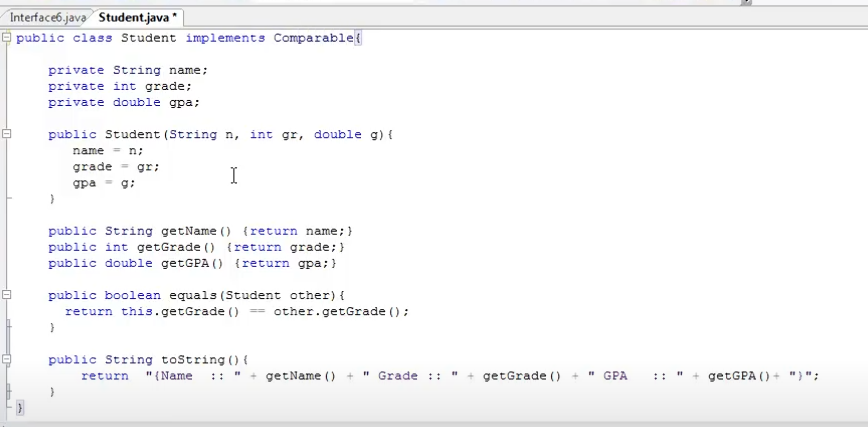 Interface6.java Student.java *
public class Student implements Comparable{
private String name;
private int grade;
private double gpa;
public Student(String n, int gr, double g){
name = n;
grade = gr;
gpa = g;
}
public String getName() {return name;}
public int getGrade() {return grade;}
public double getGPA() {return gpa;}
public boolean equals(Student other){
return this.getGrade() == other.getGrade();
}
public String toString(){
return  "{Name  :: " + getName() + " Grade :: " + getGrade() + " GPA   :: " + getGPA()+ "}";
}
}